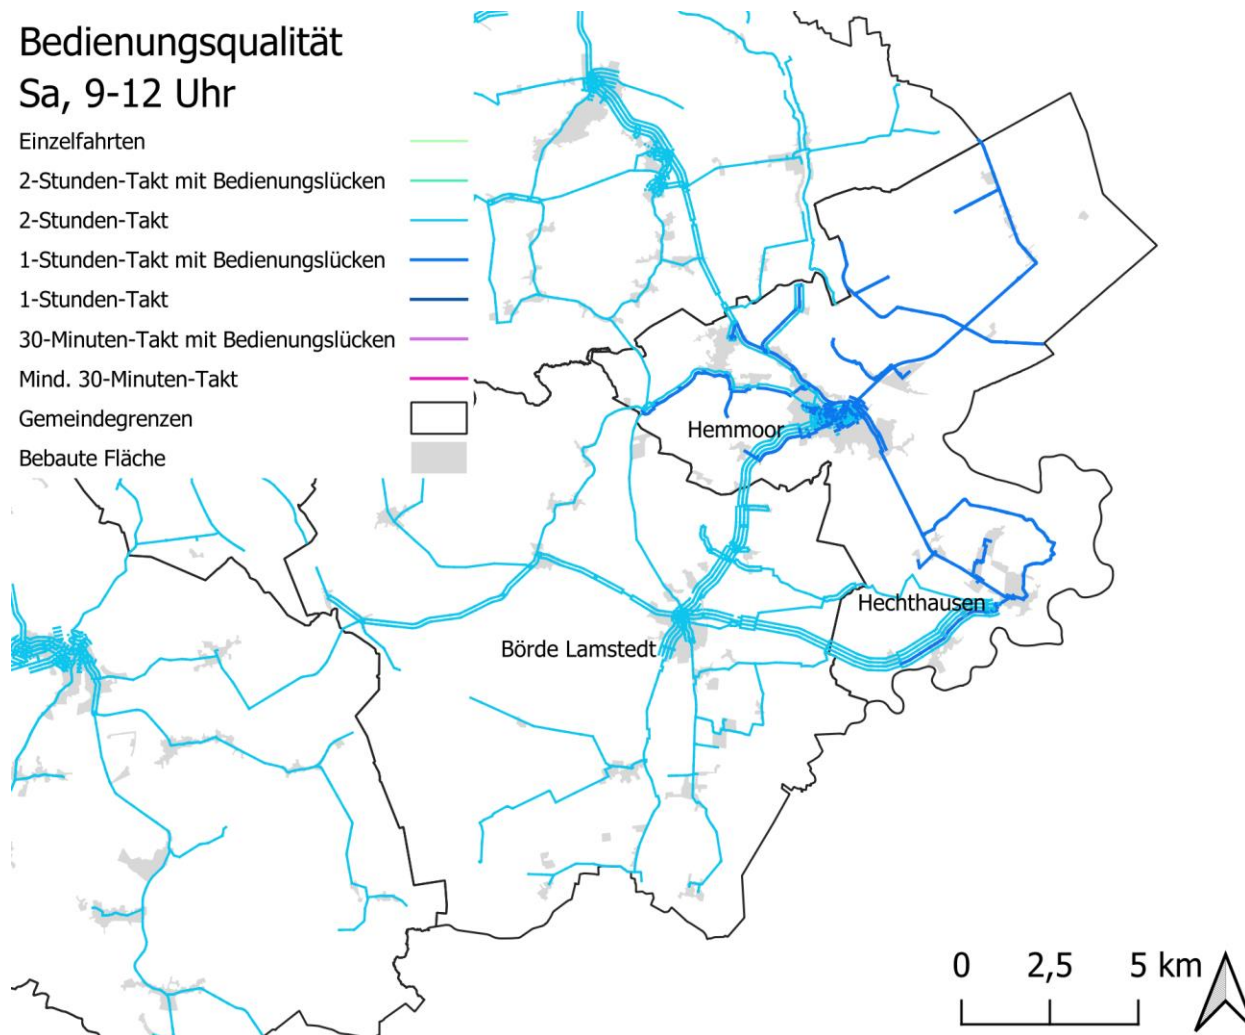 Bedienungsqualität
Sa, 9-12 Uhr
Einzelfahrten
2-Stunden-Takt mit Bedienungslücken
2-Stunden-Takt
1-Stunden-Takt mit Bedienungslücken
1-Stunden-Takt
30-Minuten-Takt mit Bedienungslücken
Mind. 30-Minuten-Takt
Gemeindegrenzen
Bebaute Fläche
Hemmoor
Hechthausen
Börde Lamstedt
0 2,5 5 km